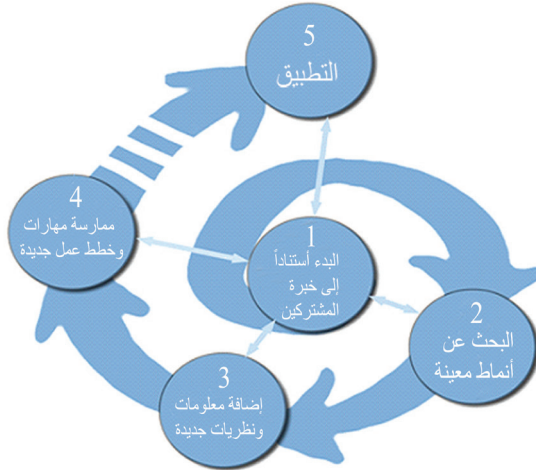 5
التطبيق
4
ممارسة مهارات
وخطط عمل جديدة
1
البدء أستناداً
إلى خبرة
المشتركين
2
البحث عن
أنماط معينة
3
إضافة معلومات
ونظريات جديدة